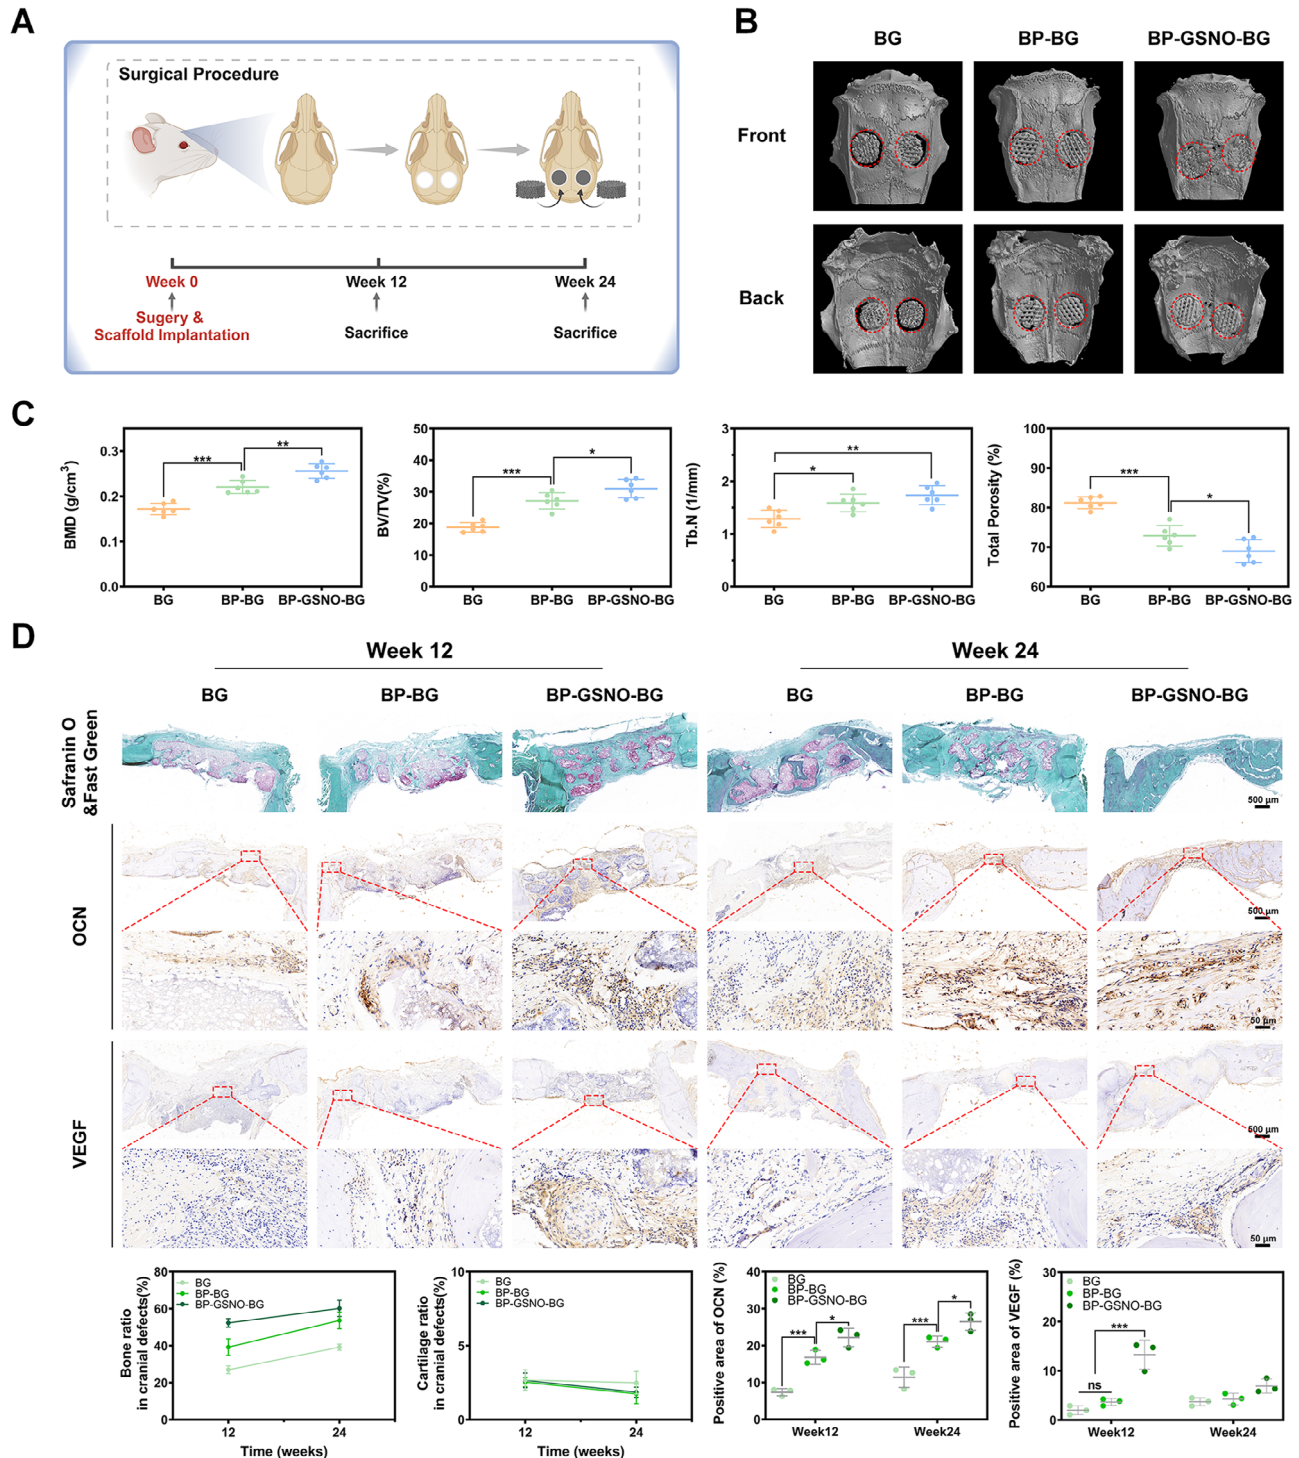 A
Surgical Procedure
Week 0
Week 12
Week 24
Sugery &
Scaffold Implantation
Sacrifice
Sacrifice
B
BG
BP-BG
BP-GSNO-BG
Front
Back
C
BMD (g/cm³)
0.3
0.2
0.1
0.0
***
**
BG
BP-BG
BP-GSNO-BG
BV/TV(%)
50
40
30
20
10
0
***
*
BG
BP-BG
BP-GSNO-BG
Tb.N (1/mm)
3
2
1
0
*
**
BG
BP-BG
BP-GSNO-BG
Total Porosity (%)
100
90
80
70
60
***
*
BG
BP-BG
BP-GSNO-BG
D
Week 12
Week 24
BG
BP-BG
BP-GSNO-BG
BG
BP-BG
BP-GSNO-BG
Safranin O
&Fast Green
500 μm
OCN
500 μm
50 μm
VEGF
500 μm
50 μm
Bone ratio
in cranial defects(%)
80
60
40
20
0
BG
BP-BG
BP-GSNO-BG
12
24
Time (weeks)
Cartilage ratio
in cranial defects(%)
10
5
0
BG
BP-BG
BP-GSNO-BG
12
24
Time (weeks)
Positive area of OCN (%)
40
30
20
10
0
BG
BP-BG
BP-GSNO-BG
***
*
***
*
Week12
Week24
Positive area of VEGF (%)
30
20
10
0
BG
BP-BG
BP-GSNO-BG
***
ns
Week12
Week24